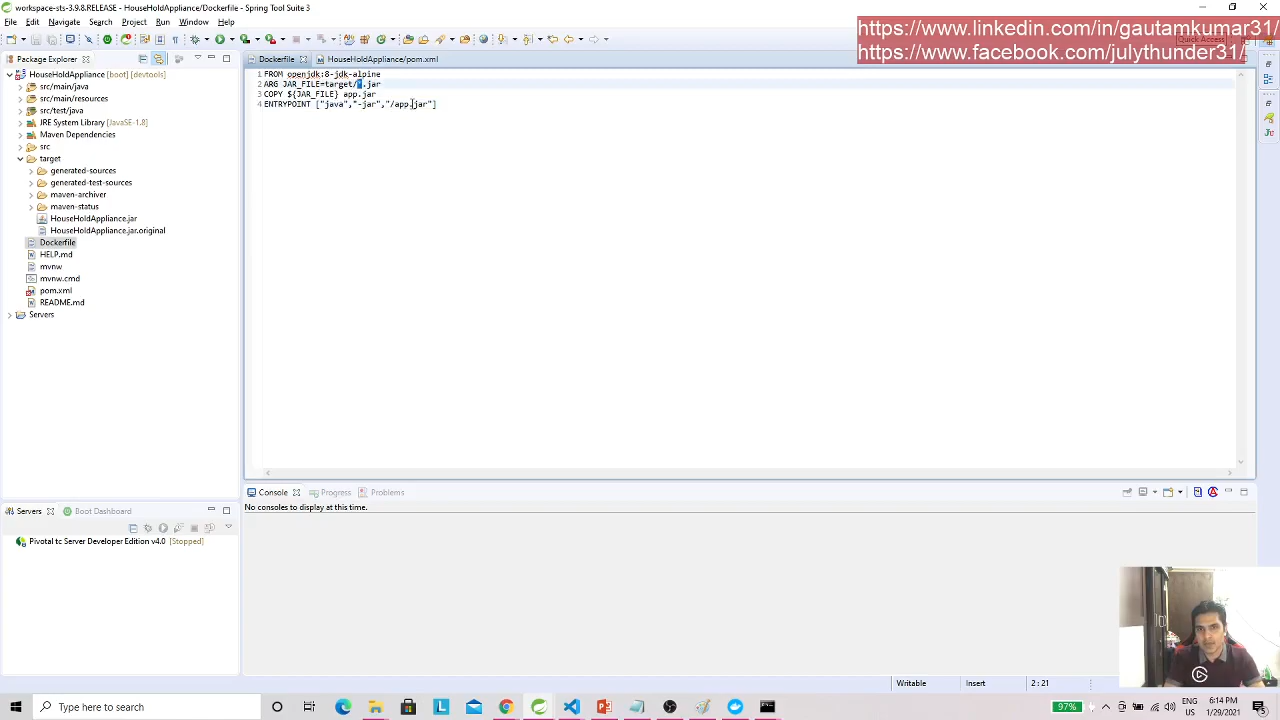 workspace-sts-3.9.8.RELEASE - HouseHoldAppliance/Dockerfile - Spring Tool Suite 3
https://www.linkedin.com/in/gautamkumar31/
File Edit Navigate Search Project Run Window Help
Quick Access
https://www.facebook.com/julythunder31/
Package Explorer
Dockerfile
HouseHoldAppliance/pom.xml
HouseHoldAppliance [boot] [devtools]
src/main/java
src/main/resources
src/test/java
JRE System Library [JavaSE-1.8]
Maven Dependencies
src
target
generated-sources
generated-test-sources
maven-archiver
maven-status
HouseHoldAppliance.jar
HouseHoldAppliance.jar.original
Dockerfile
HELP.md
mvnw
mvnw.cmd
pom.xml
README.md
Servers
1 FROM openjdk:8-jdk-alpine
2 ARG JAR_FILE=target/*.jar
3 COPY ${JAR_FILE} app.jar
4 ENTRYPOINT ["java","-jar","/app.jar"]
Console
Progress
Problems
No consoles to display at this time.
Servers
Boot Dashboard
Pivotal tc Server Developer Edition v4.0 [Stopped]
Writable
Insert
2 : 21
Type here to search
97%
ENG
US
6:14 PM
1/29/2021